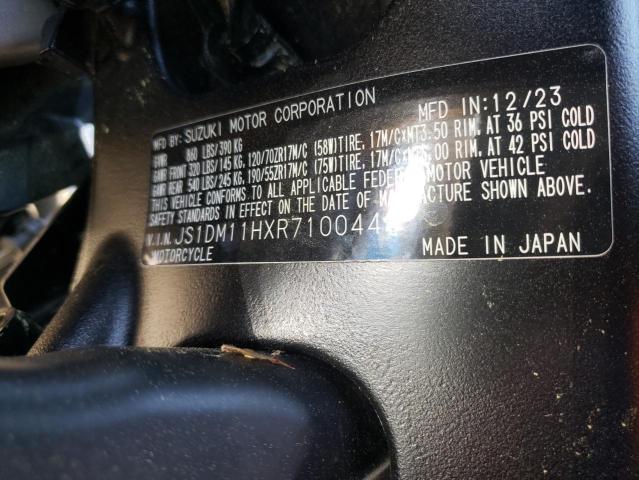 MFD BY: SUZUKI MOTOR CORPORATION MFD IN: 12/23
GVWR 860 LBS/390 KG
GAWR FRONT 320 LBS/145 KG, 120/70ZR17M/C (58W)TIRE, 17M/CxMT3.50 RIM, AT 36 PSI COLD
GAWR REAR 540 LBS/245 KG, 190/55ZR17M/C (75W)TIRE, 17M/CxMT6.00 RIM, AT 42 PSI COLD
THIS VEHICLE CONFORMS TO ALL APPLICABLE FEDERAL MOTOR VEHICLE
SAFETY STANDARDS IN EFFECT ON THE DATE OF MANUFACTURE SHOWN ABOVE.
V.I.N.
MOTORCYCLE MADE IN JAPAN